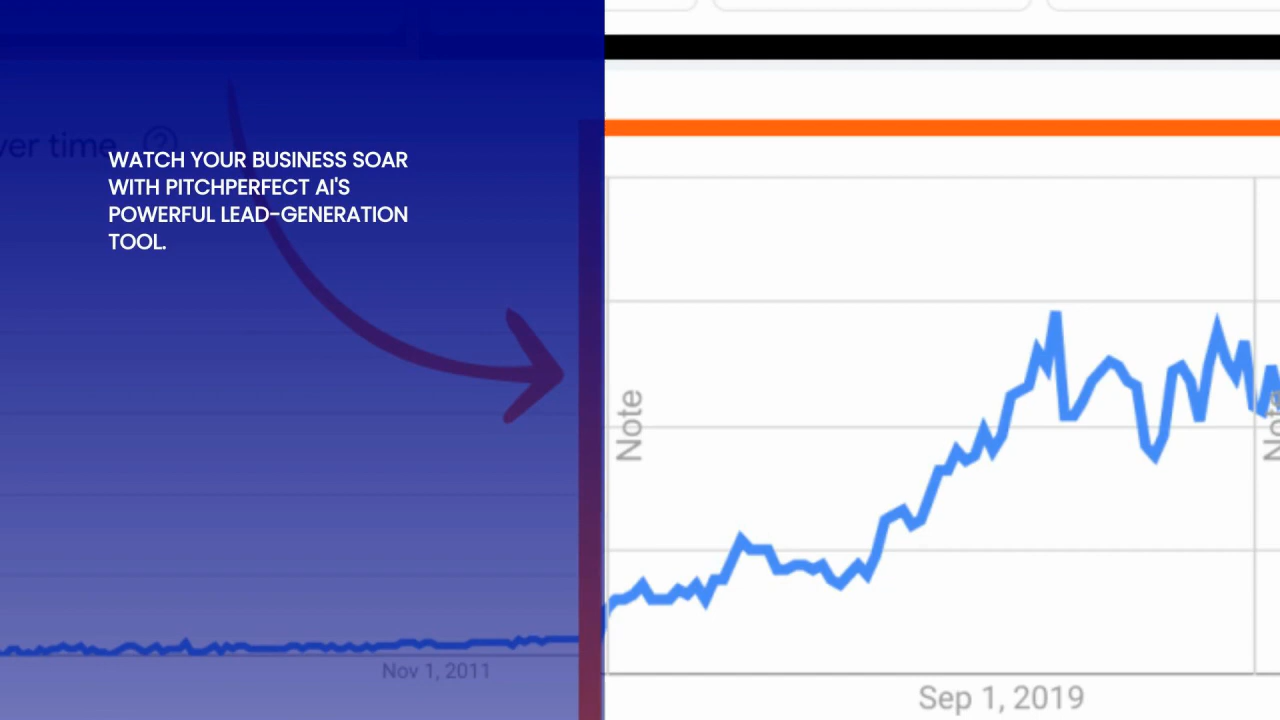 ver time
WATCH YOUR BUSINESS SOAR
WITH PITCHPERFECT AI'S
POWERFUL LEAD-GENERATION
TOOL.
Note
Nov 1, 2011
Sep 1, 2019